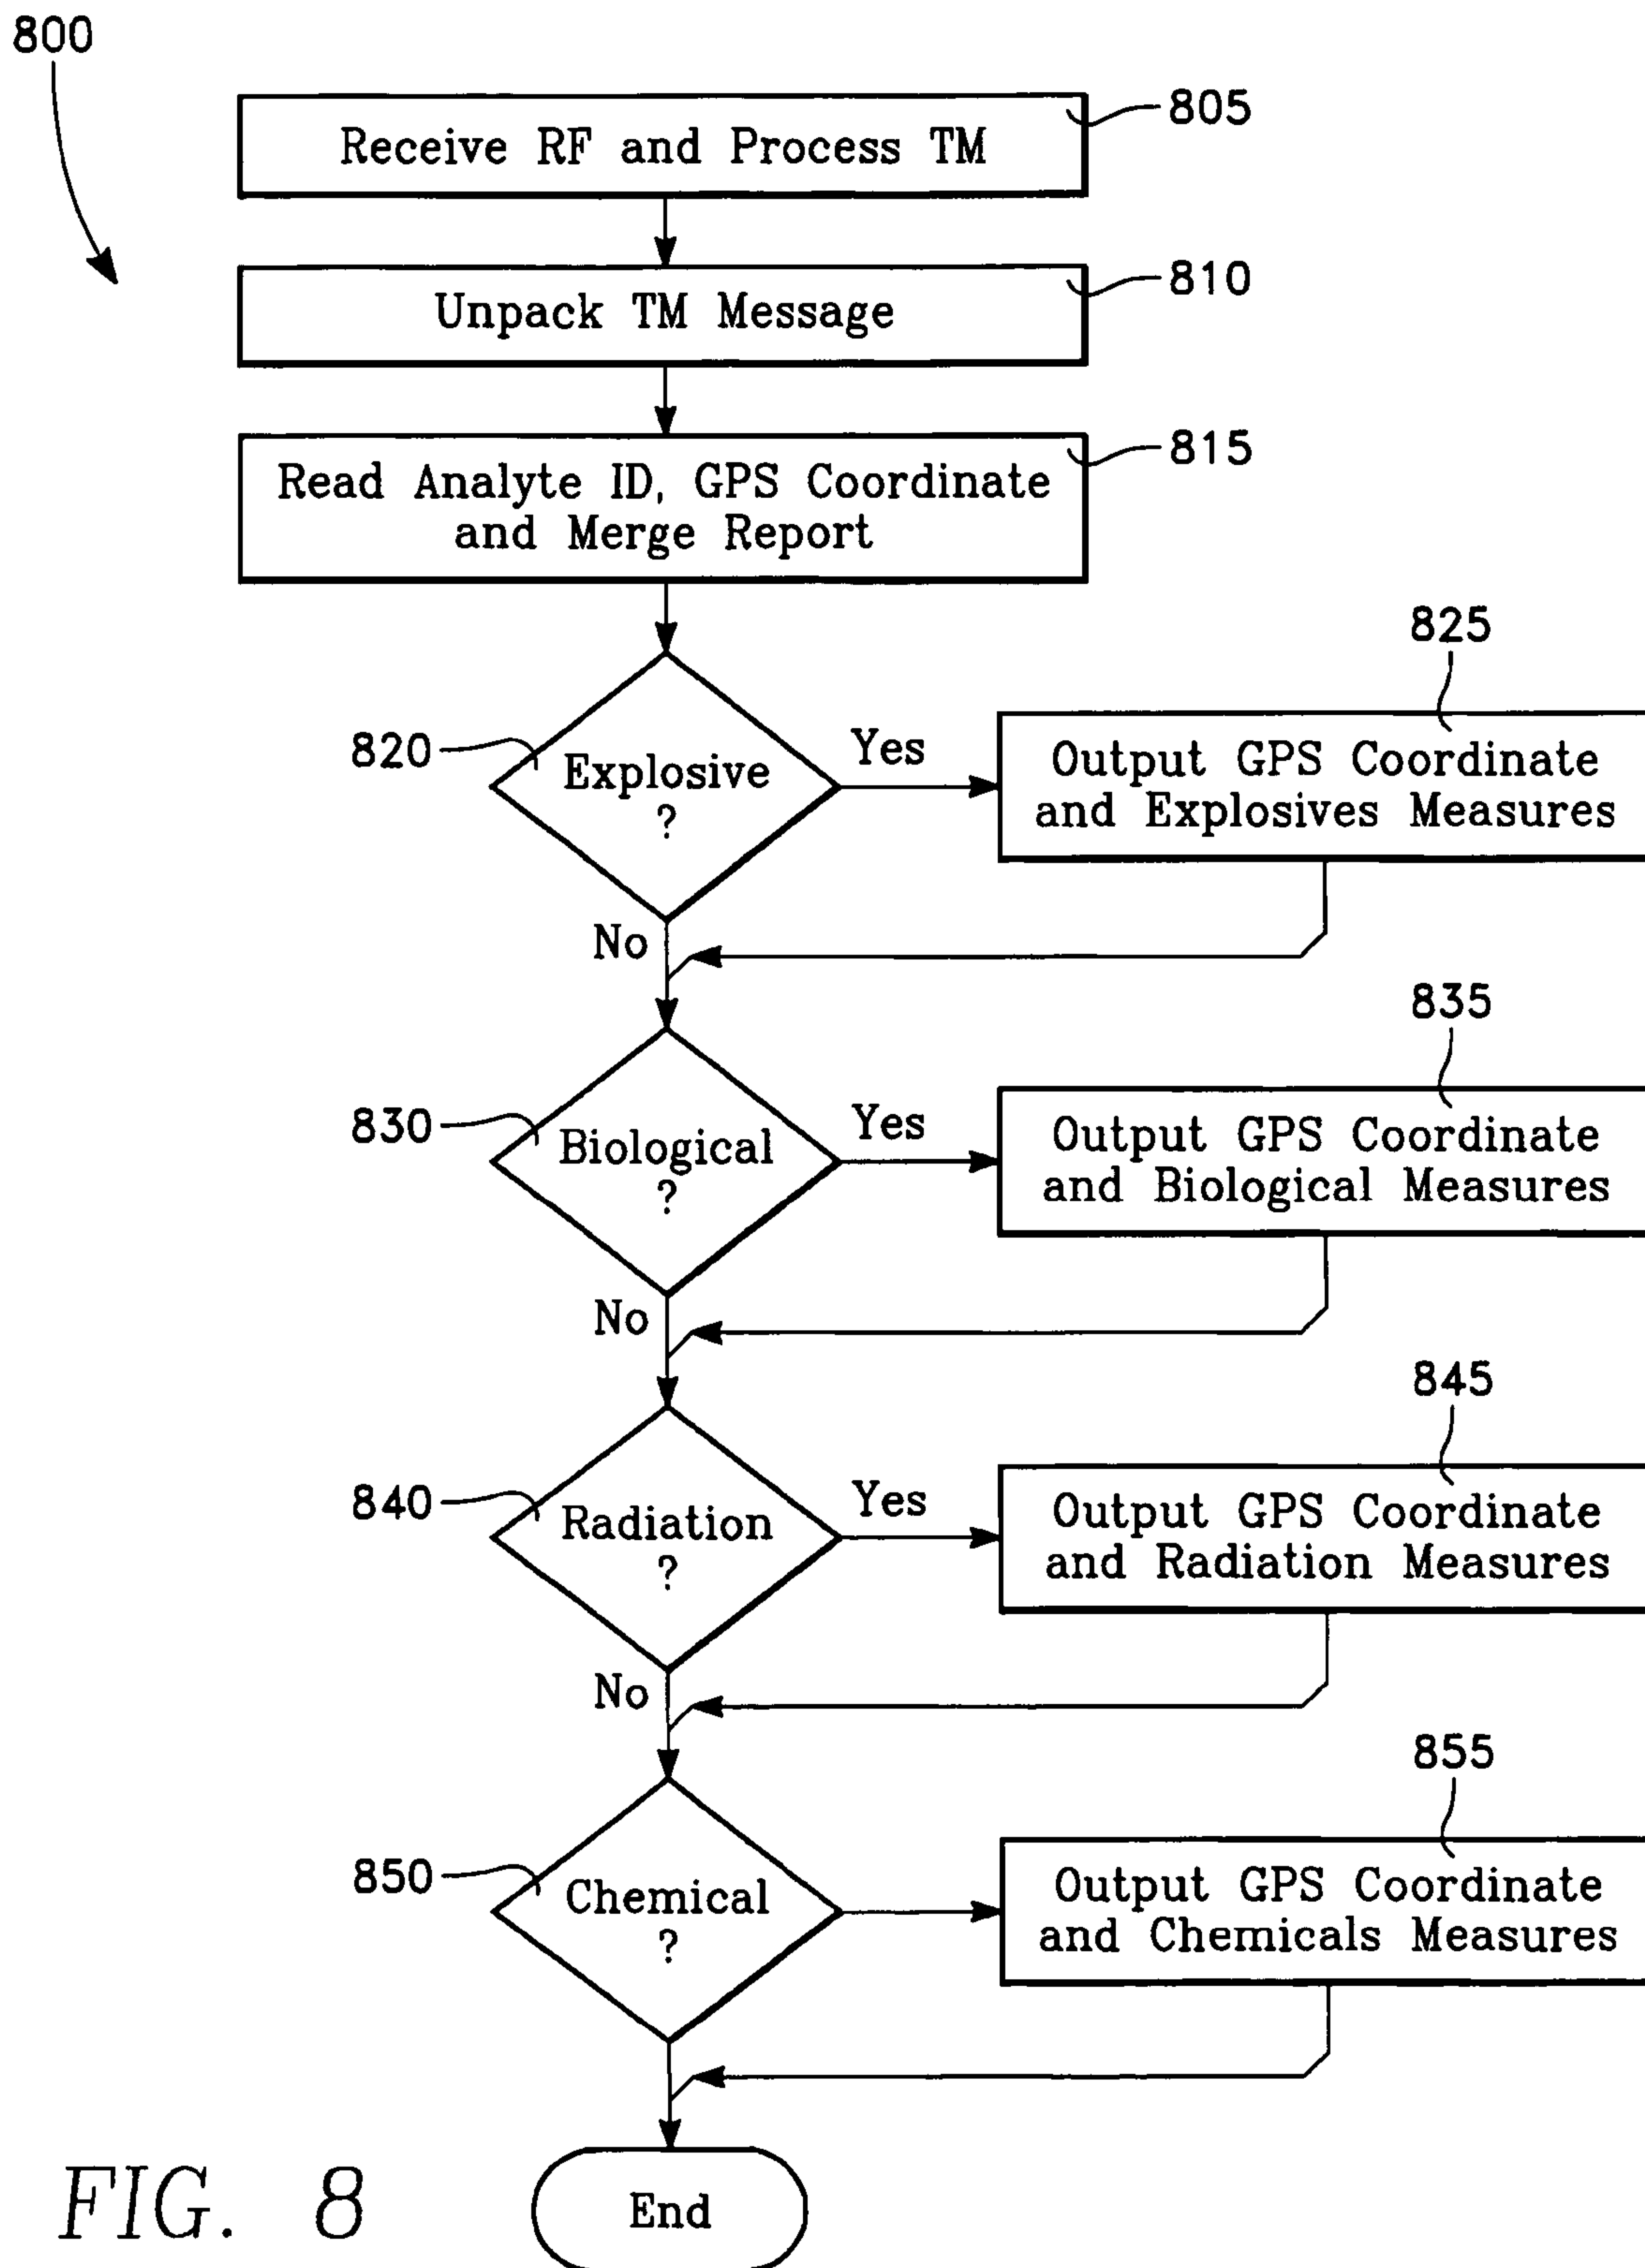 800
805
Receive RF and Process TM
810
Unpack TM Message
815
Read Analyte ID, GPS Coordinate
and Merge Report
820
Explosive
?
Yes
825
Output GPS Coordinate
and Explosives Measures
No
830
Biological
?
Yes
835
Output GPS Coordinate
and Biological Measures
No
840
Radiation
?
Yes
845
Output GPS Coordinate
and Radiation Measures
No
850
Chemical
?
855
Output GPS Coordinate
and Chemicals Measures
End
FIG. 8